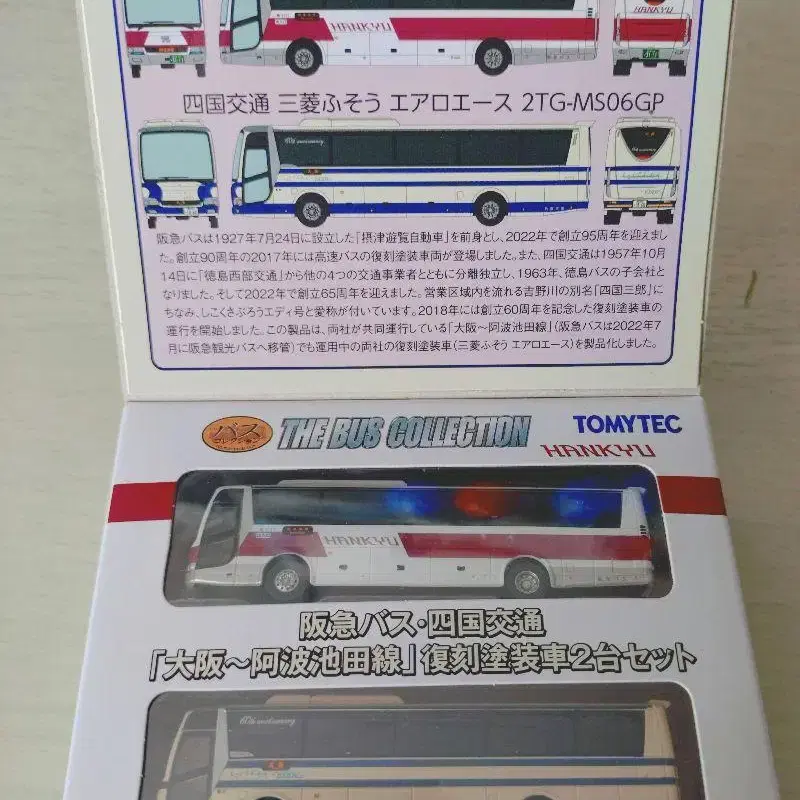 HANKYU
HANKYU
四国交通 三菱ふそう エアロエース 2TG-MS06GP
阪急バスは1927年7月24日に設立した「摂津遊覧自動車」を前身とし、2022年で創立95周年を迎えまし
た。創立90周年の2017年には高速バスの復刻塗装車両が登場しました。また、四国交通は1957年10月
14日に「徳島西部交通」から他の4つの交通事業者とともに分離独立し、1963年、徳島バスの子会社と
なりました。そして2022年で創立65周年を迎えました。営業区域内を流れる吉野川の別名「四国三郎」に
ちなみ、しこくさぶろうエディ号と愛称が付いています。2018年には創立60周年を記念した復刻塗装車の
運行を開始しました。この製品は、両社が共同運行している「大阪〜阿波池田線」(阪急バスは2022年7
月に阪急観光バスへ移管)でも運用中の両社の復刻塗装車(三菱ふそう エアロエース)を製品化しました。
バス
コレクション
THE BUS COLLECTION
TOMYTEC
HANKYU
HANKYU
阪急バス・四国交通
「大阪〜阿波池田線」復刻塗装車2台セット
60th anniversary